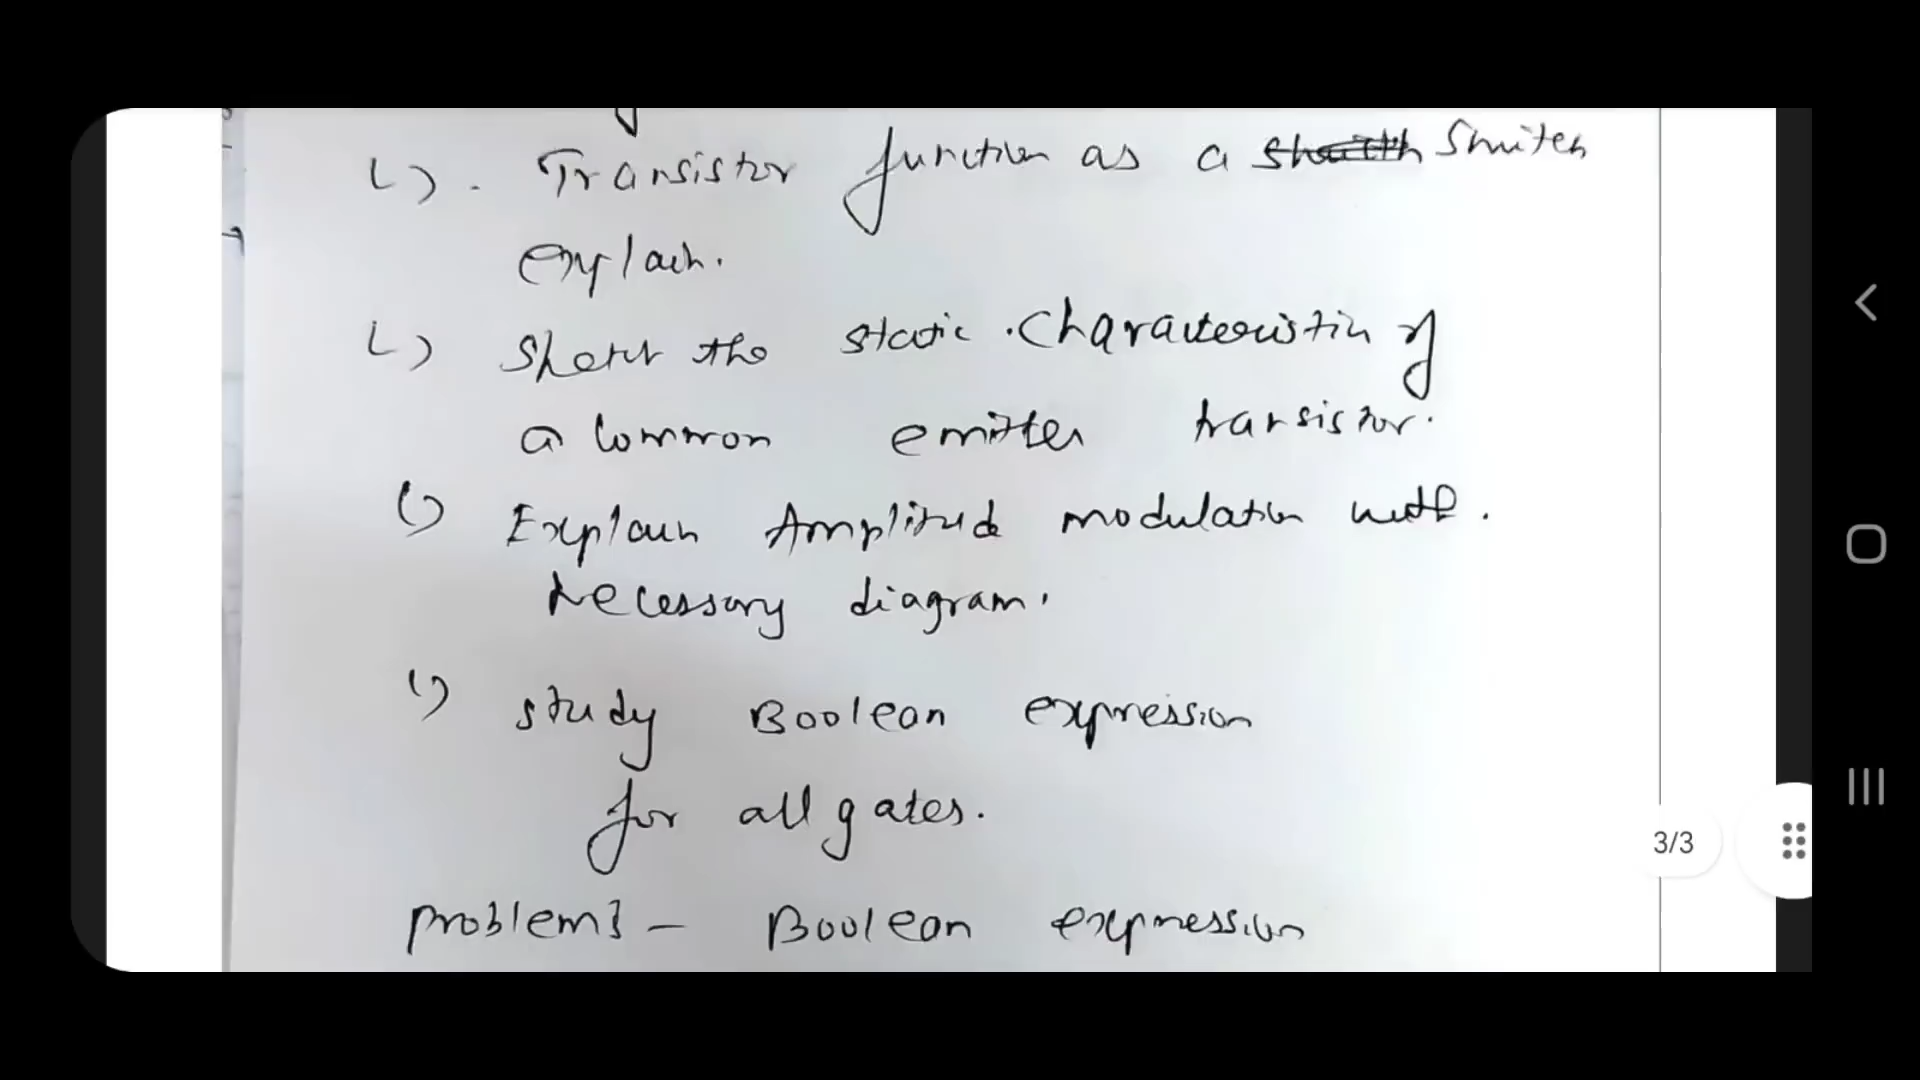 (). Transistor function as a Switch
explain.
() Sketch the static characteristic of
a common emitter transistor.
() Explain Amplitude modulation with.
necessary diagram.
() study Boolean expression
for all gates.
3/3
problems - Boolean expression